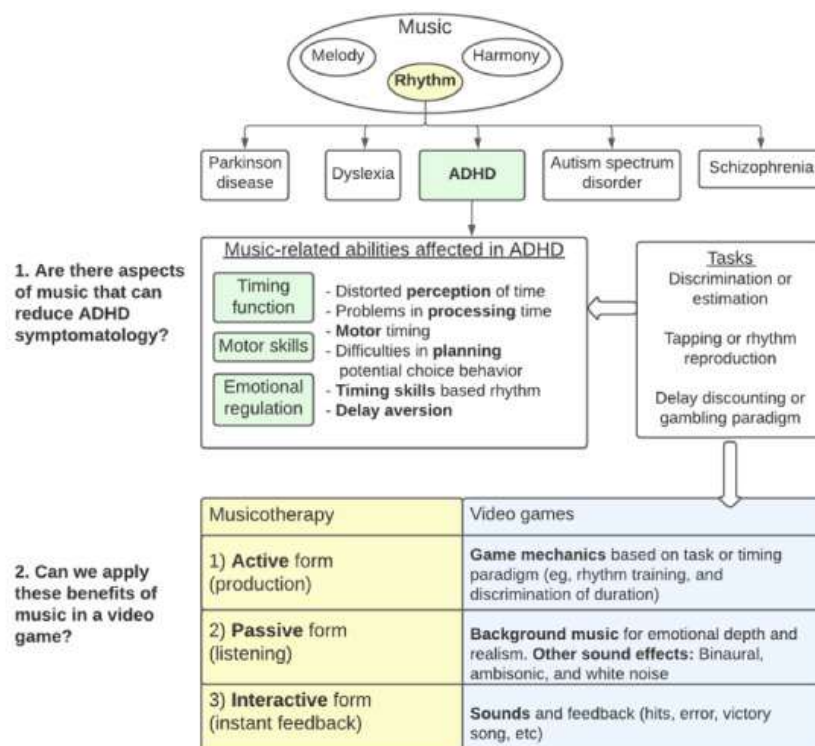 Music
Melody
Harmony
Rhythm
Parkinson
disease
Dyslexia
ADHD
Autism spectrum
disorder
Schizophrenia
1. Are there aspects
of music that can
reduce ADHD
symptomatology?
Music-related abilities affected in ADHD
Timing
function
Motor skills
Emotional
regulation
- Distorted perception of time
- Problems in processing time
- Motor timing
- Difficulties in planning
potential choice behavior
- Timing skills based rhythm
- Delay aversion
Tasks
Discrimination or
estimation
Tapping or rhythm
reproduction
Delay discounting or
gambling paradigm
2. Can we apply
these benefits of
music in a video
game?
Musicotherapy
Video games
1) Active form
(production)
Game mechanics based on task or timing
paradigm (eg, rhythm training, and
discrimination of duration)
2) Passive form
(listening)
Background music for emotional depth and
realism. Other sound effects: Binaural,
ambisonic, and white noise
3) Interactive form
(instant feedback)
Sounds and feedback (hits, error, victory
song, etc)